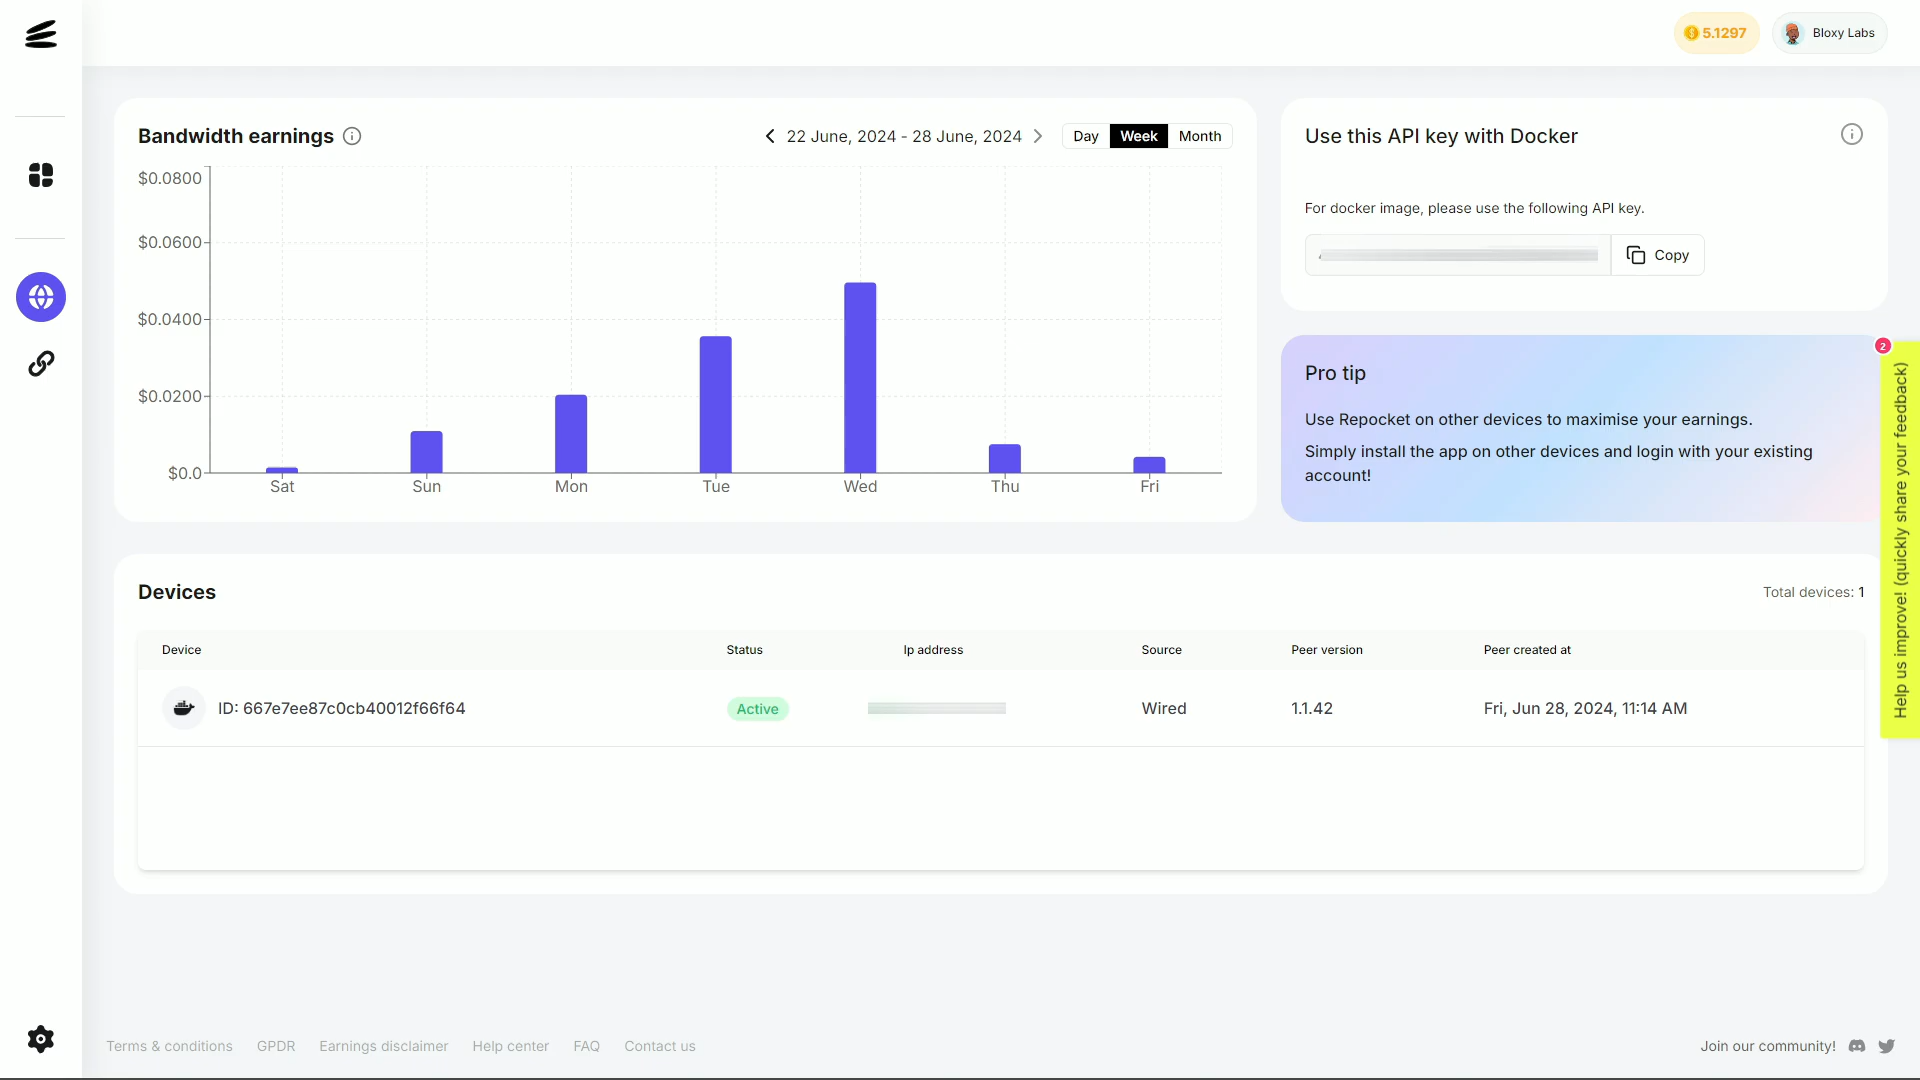 5.1297
Bloxy Labs
Bandwidth earnings
22 June, 2024 - 28 June, 2024
Day
Week
Month
$0.0800
$0.0600
$0.0400
$0.0200
$0.0
Sat
Sun
Mon
Tue
Wed
Thu
Fri
Use this API key with Docker
For docker image, please use the following API key.
Copy
Pro tip
Use Repocket on other devices to maximise your earnings.
Simply install the app on other devices and login with your existing
account!
2
Help us improve! (quickly share your feedback)
Devices
Total devices: 1
Device
Status
Ip address
Source
Peer version
Peer created at
ID: 667e7ee87c0cb40012f66f64
Active
Wired
1.1.42
Fri, Jun 28, 2024, 11:14 AM
Terms & conditions
GPDR
Earnings disclaimer
Help center
FAQ
Contact us
Join our community!